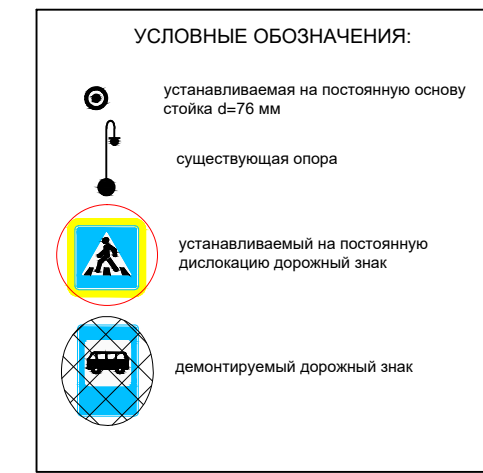 УСЛОВНЫЕ ОБОЗНАЧЕНИЯ:
устанавливаемая на постоянную основу
стойка d=76 мм
существующая опора
устанавливаемый на постоянную
дислокацию дорожный знак
демонтируемый дорожный знак